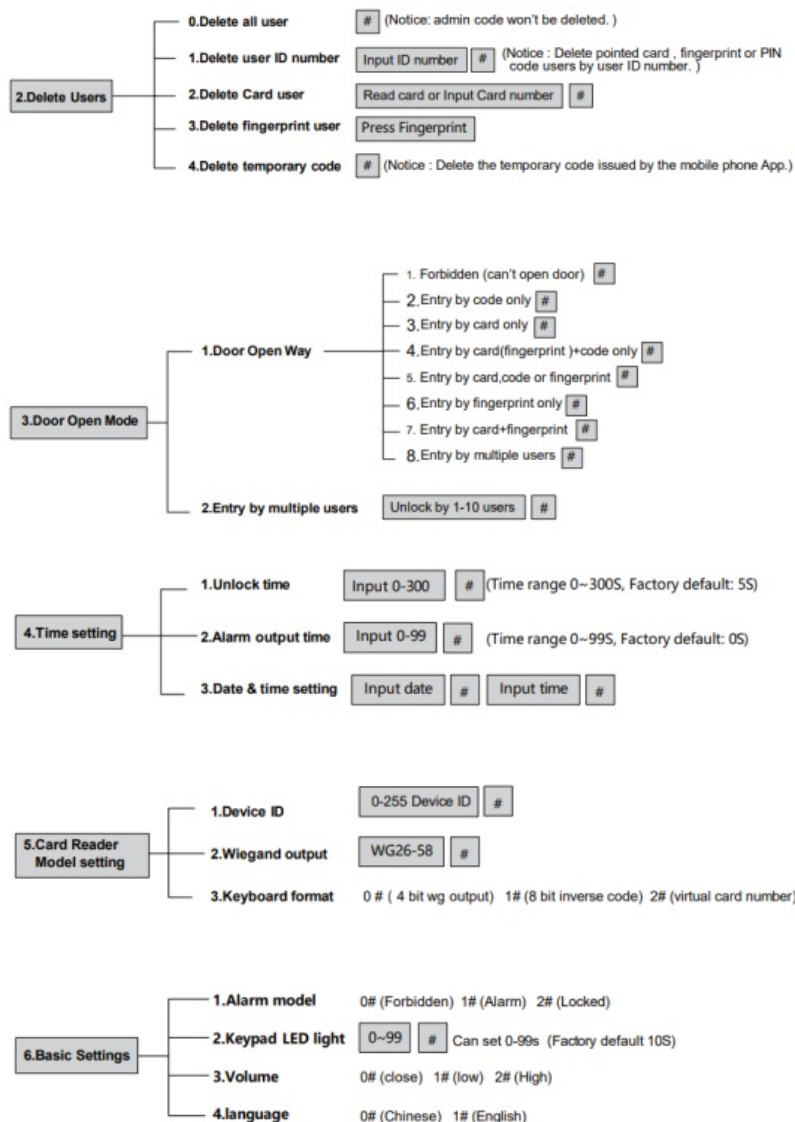 0.Delete all user # (Notice: admin code won't be deleted. )
1.Delete user ID number Input ID number # (Notice : Delete pointed card , fingerprint or PIN
code users by user ID number. )
2.Delete Users
2.Delete Card user Read card or Input Card number #
3.Delete fingerprint user Press Fingerprint
4.Delete temporary code # (Notice : Delete the temporary code issued by the mobile phone App.)
1. Forbidden (can't open door) #
2.Entry by code only #
3.Entry by card only #
1.Door Open Way
4.Entry by card(fingerprint )+code only #
5. Entry by card,code or fingerprint #
6.Entry by fingerprint only #
3.Door Open Mode
7. Entry by card+fingerprint #
8.Entry by multiple users #
2.Entry by multiple users Unlock by 1-10 users #
1.Unlock time Input 0-300 # (Time range 0~300S, Factory default: 5S)
4.Time setting
2.Alarm output time Input 0-99 # (Time range 0~99S, Factory default: 0S)
3.Date & time setting Input date # Input time #
1.Device ID 0-255 Device ID #
5.Card Reader
Model setting
2.Wiegand output WG26-58 #
3.Keyboard format 0 # ( 4 bit wg output) 1# (8 bit inverse code) 2# (virtual card number)
1.Alarm model 0# (Forbidden) 1# (Alarm) 2# (Locked)
2.Keypad LED light 0~99 # Can set 0-99s (Factory default 10S)
6.Basic Settings
3.Volume 0# (close) 1# (low) 2# (High)
4.language 0# (Chinese) 1# (English)